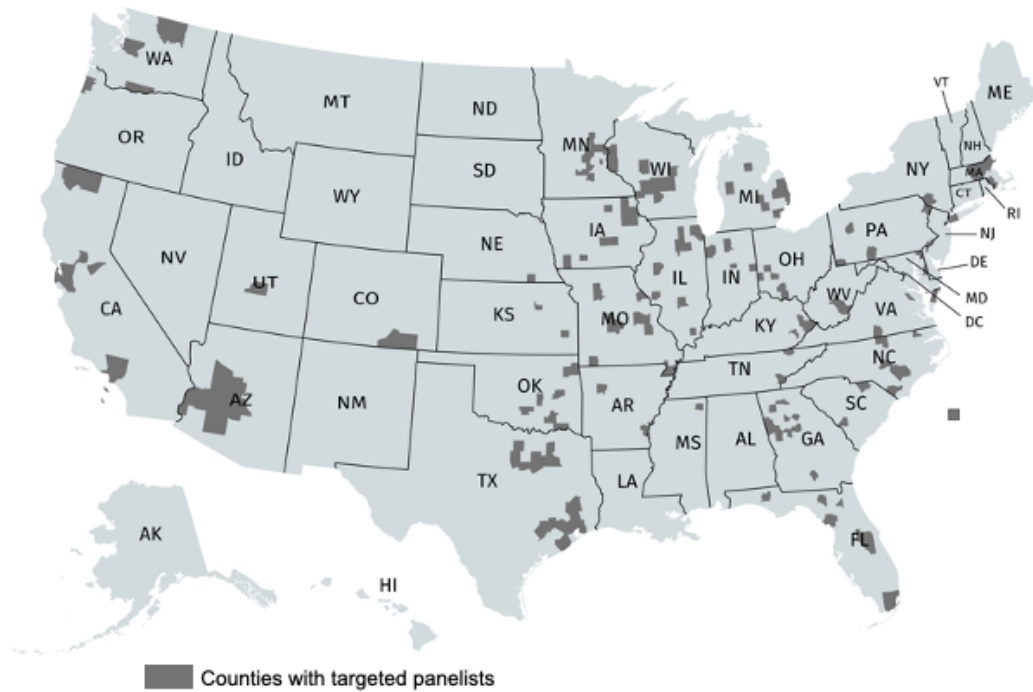 WA
MT
ND
MN
VT
ME
OR
ID
SD
WI
NH
NY
MA
WY
MI
CT
RI
IA
PA
NJ
NE
NV
UT
OH
DE
CO
IL
IN
WV
MD
CA
KS
MO
VA
DC
KY
NC
TN
OK
AZ
NM
AR
SC
MS
AL
GA
TX
LA
AK
FL
HI
Counties with targeted panelists